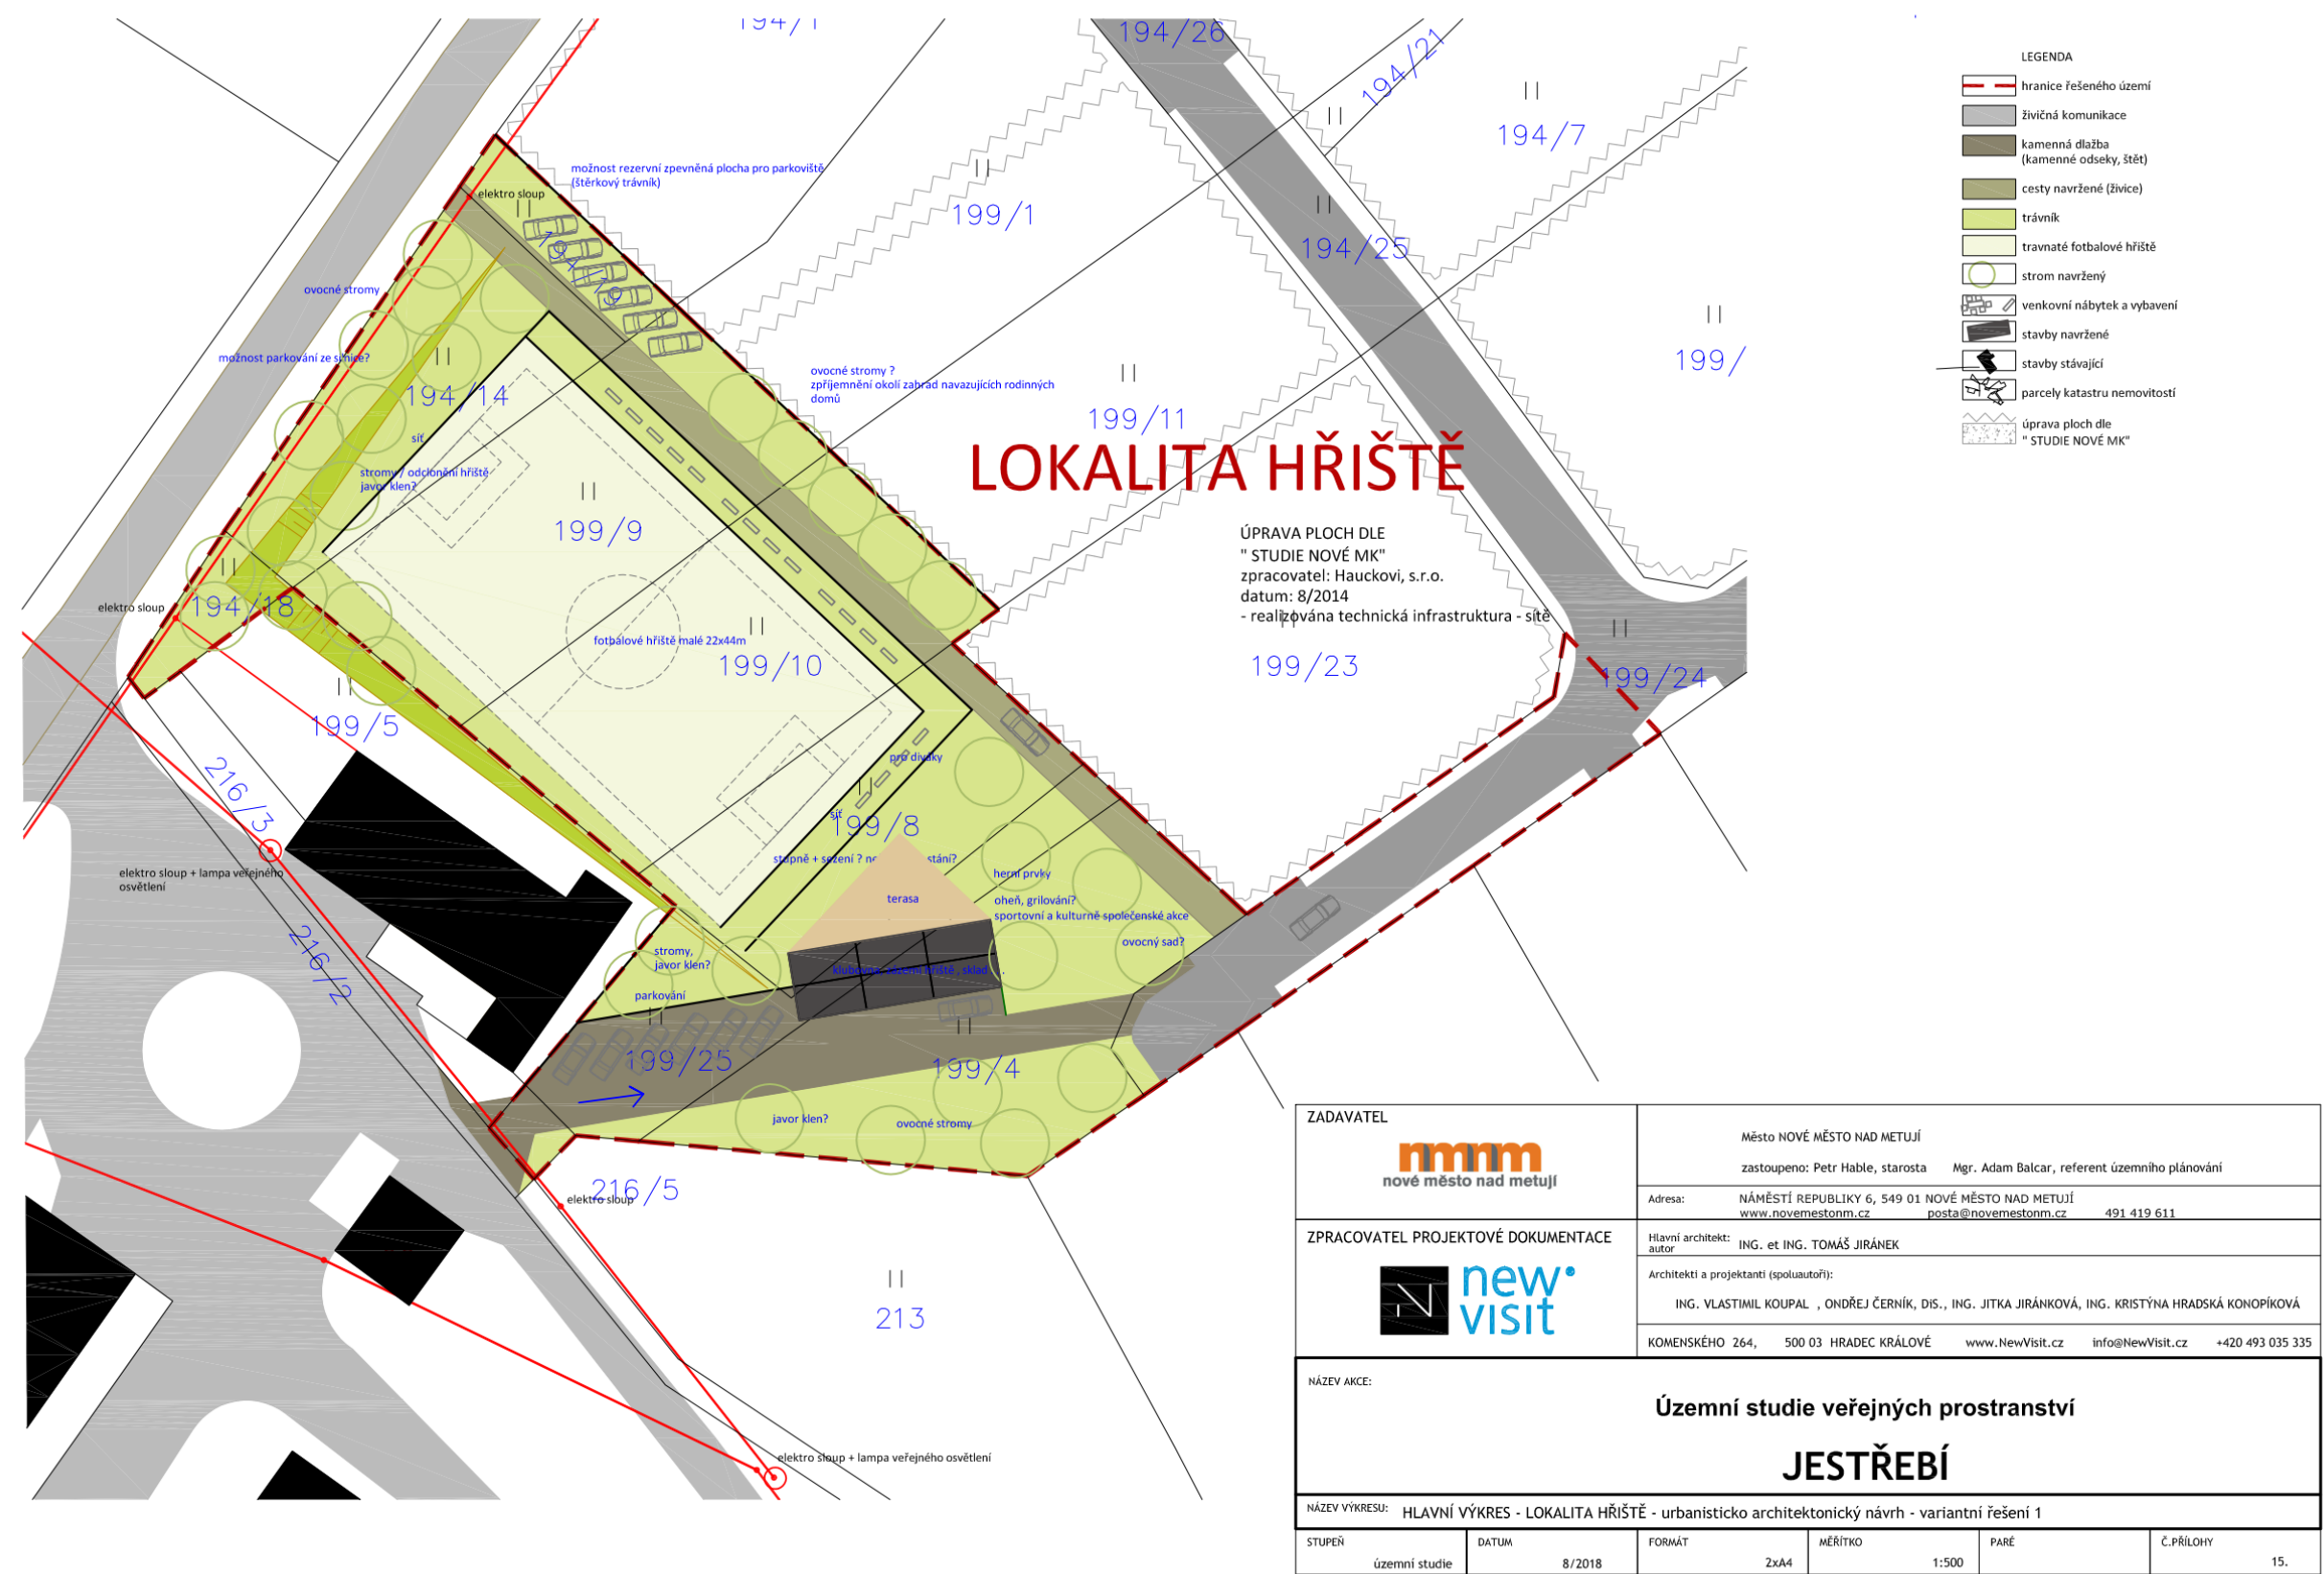 194/26
194/21
194/7
199/1
194/25
199/
199/11
možnost rezervní zpevněná plocha pro parkoviště
(štěrkový trávník)
elektro sloup
ovocné stromy
možnost parkování ze silnice?
194/14
síť
stromy / odclonění hřiště
javor klen?
ovocné stromy ?
zpříjemnění okolí zahrad navazujících rodinných
domů
LOKALITA HŘIŠTĚ
199/9
ÚPRAVA PLOCH DLE
" STUDIE NOVÉ MK"
zpracovatel: Hauckovi, s.r.o.
datum: 8/2014
- realizována technická infrastruktura - sítě
194/18
elektro sloup
fotbalové hřiště malé 22x44m
199/10
199/23
199/24
199/5
216/3
pro diváky
síť
199/8
stupně + sezení ?
stání?
elektro sloup + lampa veřejného
osvětlení
herní prvky
terasa
oheň, grilování?
sportovní a kulturně společenské akce
216/2
stromy,
javor klen?
ovocný sad?
klubovna, zázemí hřiště , sklad
parkování
199/25
199/4
javor klen?
ovocné stromy
216/5
elektro sloup
213
elektro sloup + lampa veřejného osvětlení
LEGENDA
hranice řešeného území
živičná komunikace
kamenná dlažba
(kamenné odseky, štět)
cesty navržené (živice)
trávník
travnaté fotbalové hřiště
strom navržený
venkovní nábytek a vybavení
stavby navržené
stavby stávající
parcely katastru nemovitostí
úprava ploch dle
" STUDIE NOVÉ MK"
ZADAVATEL
nmnm
nové město nad metují
Město NOVÉ MĚSTO NAD METUJÍ
zastoupeno: Petr Hable, starosta Mgr. Adam Balcar, referent územního plánování
Adresa: NÁMĚSTÍ REPUBLIKY 6, 549 01 NOVÉ MĚSTO NAD METUJÍ
www.novemestonm.cz posta@novemestonm.cz 491 419 611
ZPRACOVATEL PROJEKTOVÉ DOKUMENTACE
new
visit
Hlavní architekt:
autor
ING. et ING. TOMÁŠ JIRÁNEK
Architekti a projektanti (spoluautoři):
ING. VLASTIMIL KOUPAL , ONDŘEJ ČERNÍK, DiS., ING. JITKA JIRÁNKOVÁ, ING. KRISTÝNA HRADSKÁ KONOPÍKOVÁ
KOMENSKÉHO 264, 500 03 HRADEC KRÁLOVÉ www.NewVisit.cz info@NewVisit.cz +420 493 035 335
NÁZEV AKCE:
Územní studie veřejných prostranství
JESTŘEBÍ
NÁZEV VÝKRESU: HLAVNÍ VÝKRES - LOKALITA HŘIŠTĚ - urbanisticko architektonický návrh - variantní řešení 1
STUPEŇ
územní studie
DATUM
8/2018
FORMÁT
2xA4
MĚŘÍTKO
1:500
PARÉ
Č.PŘÍLOHY
15.